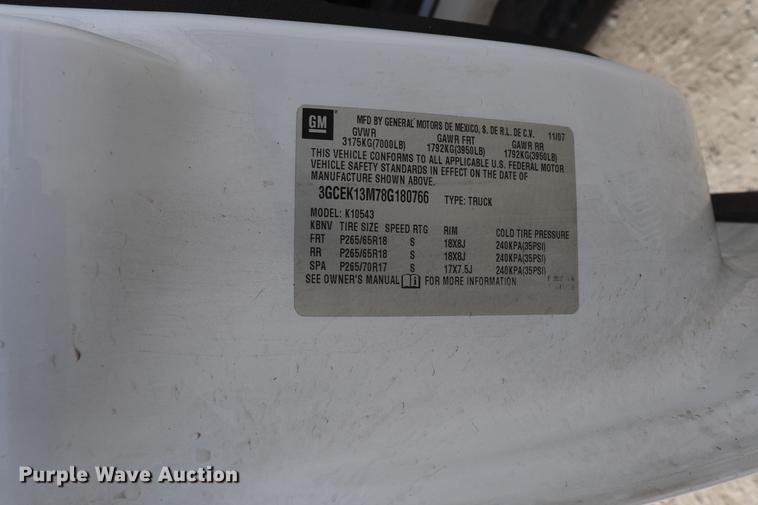 GM
MFD BY GENERAL MOTORS DE MEXICO, S. DE R.L. DE C.V. 11/07
GVWR GAWR FRT GAWR RR
3175KG(7000LB) 1792KG(3950LB) 1792KG(3950LB)
THIS VEHICLE CONFORMS TO ALL APPLICABLE U.S. FEDERAL MOTOR
VEHICLE SAFETY STANDARDS IN EFFECT ON THE DATE OF
MANUFACTURE SHOWN ABOVE.
3GCEK13M78G180766 TYPE: TRUCK
MODEL: K10543
KBNV TIRE SIZE SPEED RTG RIM COLD TIRE PRESSURE
FRT P265/65R18 S 18X8J 240KPA(35PSI)
RR P265/65R18 S 18X8J 240KPA(35PSI)
SPA P265/70R17 S 17X7.5J 240KPA(35PSI)
SEE OWNER'S MANUAL FOR MORE INFORMATION
Purple Wave Auction